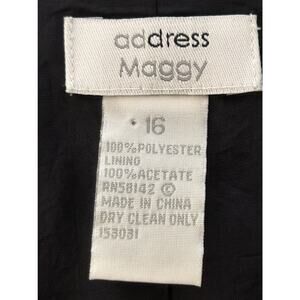 address
Maggy
16
100%POLYESTER
LINING
100%ACETATE
RN58142 ©
MADE IN CHINA
DRY CLEAN ONLY
153031